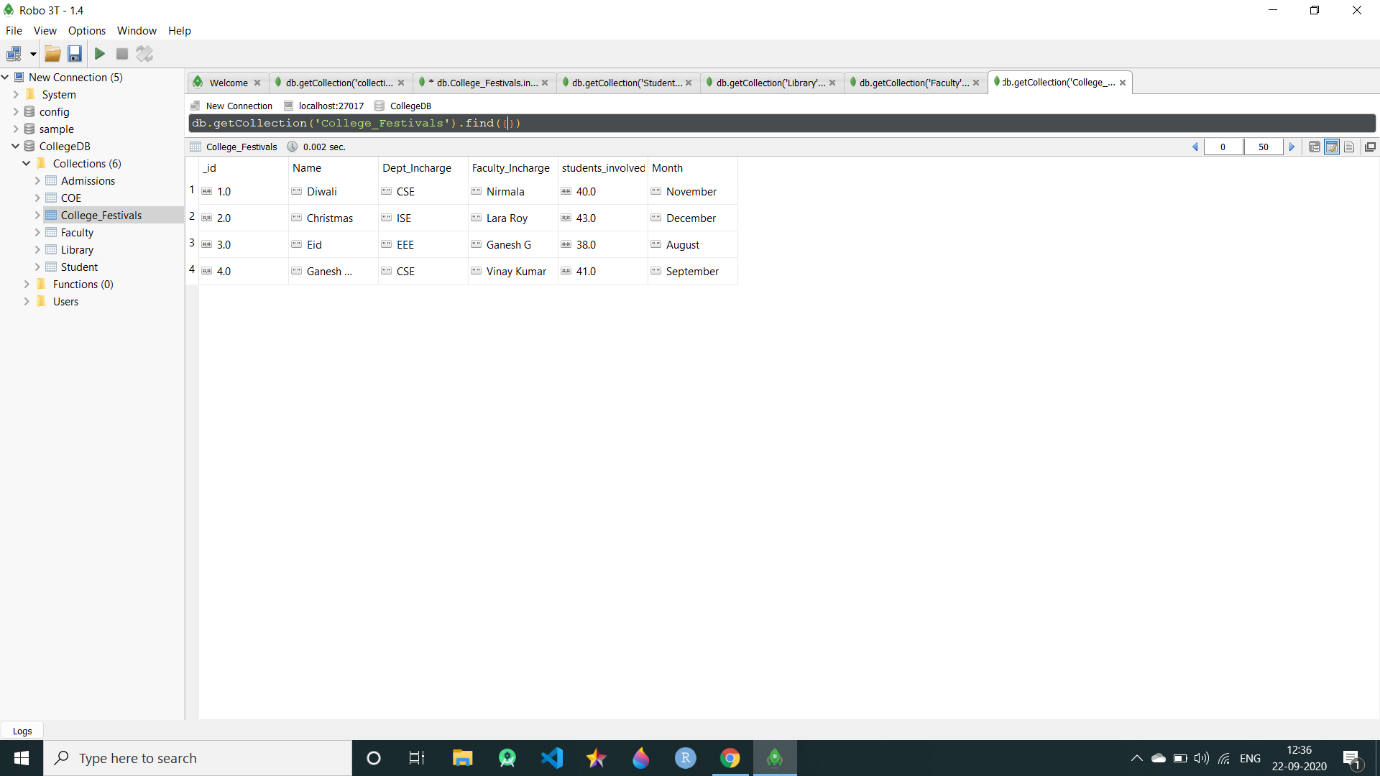 Robo 3T - 1.4
File View Options Window Help
New Connection (5)
System
config
sample
CollegeDB
Collections (6)
Admissions
COE
College_Festivals
Faculty
Library
Student
Functions (0)
Users
Welcome db.getCollection('collecti... * db.College_Festivals.in... db.getCollection('Student... db.getCollection('Library'... db.getCollection('Faculty'... db.getCollection('College_...
New Connection localhost:27017 CollegeDB
db.getCollection('College_Festivals').find({})
College_Festivals 0.002 sec. 0 50
_id Name Dept_Incharge Faculty_Incharge students_involved Month
1 1.0 Diwali CSE Nirmala 40.0 November
2 2.0 Christmas ISE Lara Roy 43.0 December
3 3.0 Eid EEE Ganesh G 38.0 August
4 4.0 Ganesh ... CSE Vinay Kumar 41.0 September
Logs
Type here to search
R
ENG
12:36
22-09-2020
1